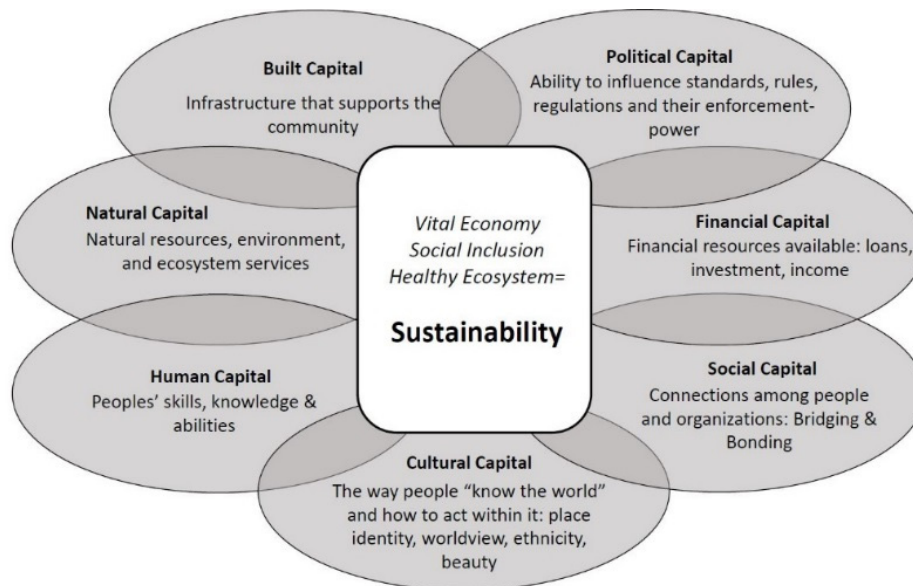 Built Capital
Infrastructure that supports the
community
Political Capital
Ability to influence standards, rules,
regulations and their enforcement-
power
Natural Capital
Natural resources, environment,
and ecosystem services
Vital Economy
Social Inclusion
Healthy Ecosystem=
Sustainability
Financial Capital
Financial resources available: loans,
investment, income
Human Capital
Peoples’ skills, knowledge &
abilities
Social Capital
Connections among people
and organizations: Bridging &
Bonding
Cultural Capital
The way people “know the world”
and how to act within it: place
identity, worldview, ethnicity,
beauty